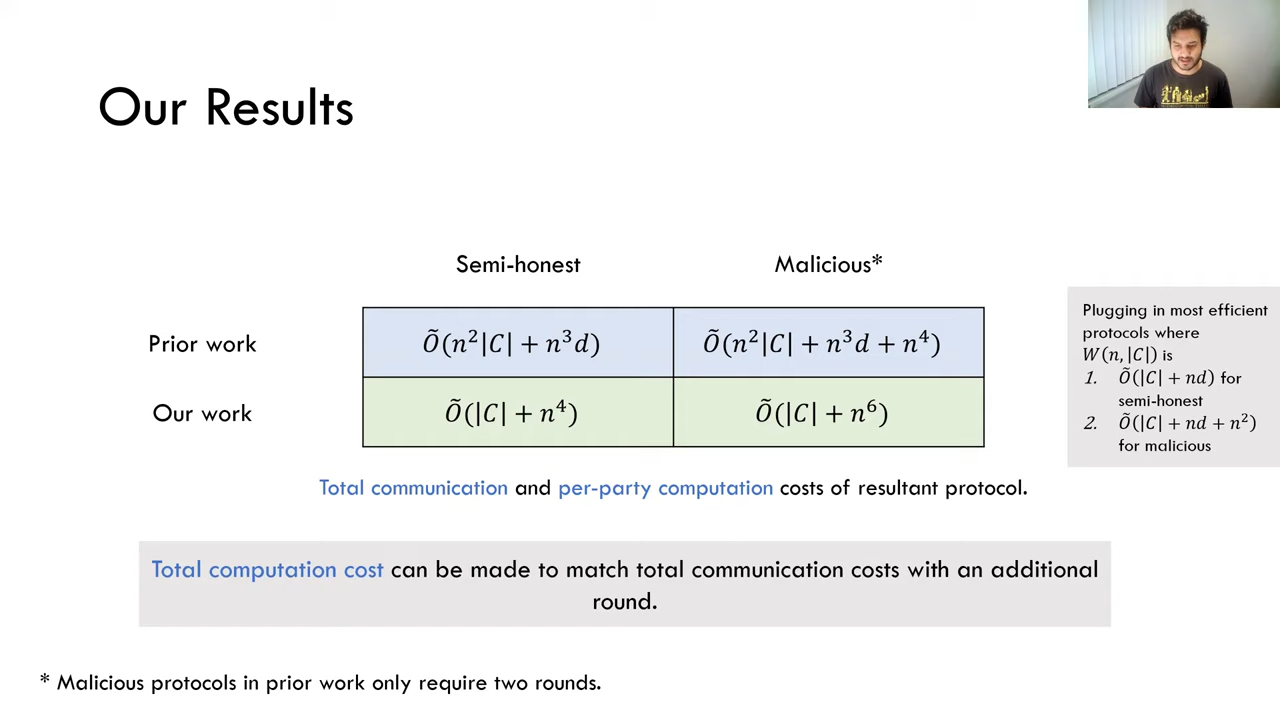 Our Results
Semi-honest
Malicious*
Prior work
Õ(n²|C| + n³d)
Õ(n²|C| + n³d + n⁴)
Our work
Õ(|C| + n⁴)
Õ(|C| + n⁶)
Total communication and per-party computation costs of resultant protocol.
Plugging in most efficient
protocols where
W(n, |C|) is
1. Õ(|C| + nd) for
semi-honest
2. Õ(|C| + nd + n²)
for malicious
Total computation cost can be made to match total communication costs with an additional
round.
* Malicious protocols in prior work only require two rounds.